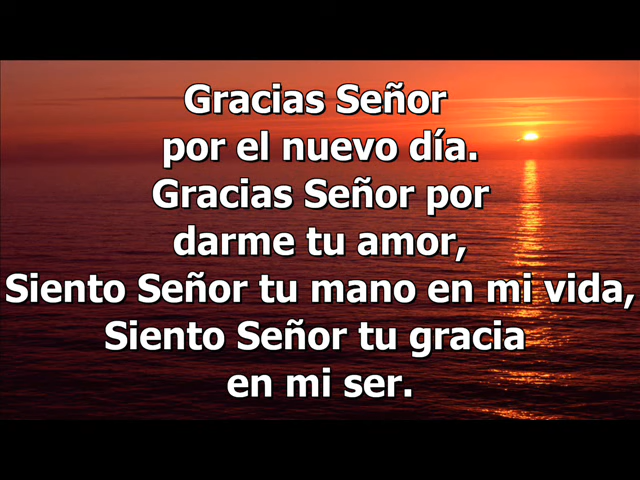 Gracias Señor
por el nuevo día.
Gracias Señor por
darme tu amor,
Siento Señor tu mano en mi vida,
Siento Señor tu gracia
en mi ser.